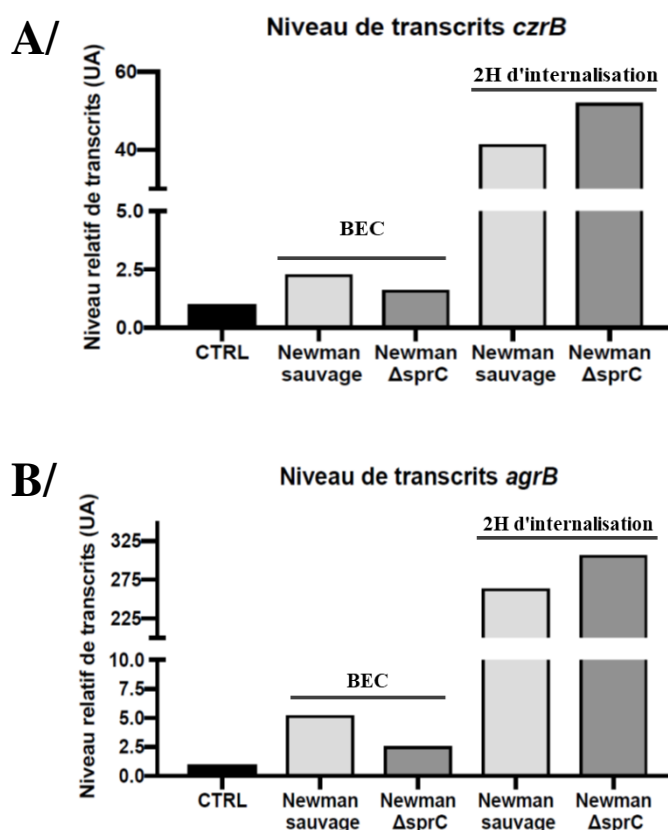 A/
Niveau de transcrits czrB
Niveau relatif de transcrits (UA)
60
40
5.0
2.5
0.0
BEC
2H d'internalisation
CTRL
Newman sauvage
Newman ΔsprC
Newman sauvage
Newman ΔsprC
B/
Niveau de transcrits agrB
Niveau relatif de transcrits (UA)
325
275
225
10.0
7.5
5.0
2.5
0.0
BEC
2H d'internalisation
CTRL
Newman sauvage
Newman ΔsprC
Newman sauvage
Newman ΔsprC